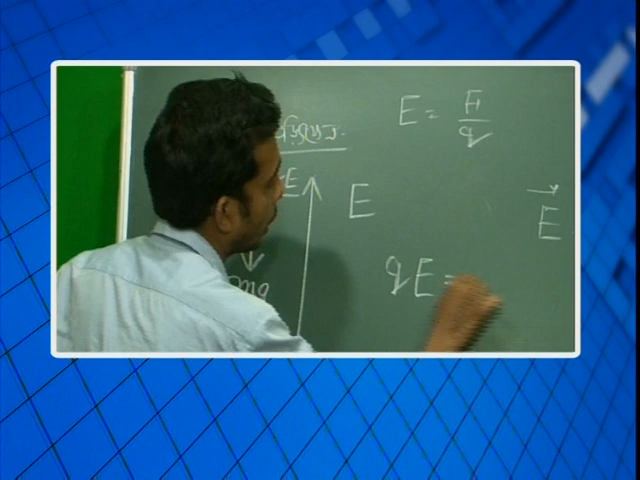 E = F/q
E
E
E⃗
mg
qE =